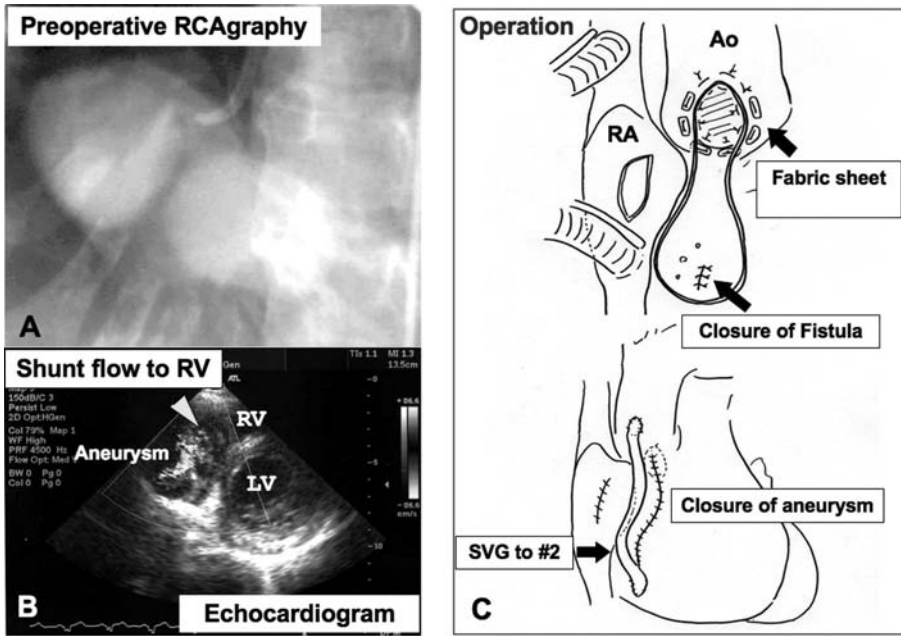 Preoperative RCAgraphy
A
Shunt flow to RV
TIs 1.1 MI 1.3
13.5cm
Gen
ATL
150dB/C 3
Persist Low
2D Opt:HGen
Col 79% Map 1
WF High
PRF 4500 Hz
Flow Opt: Med V
BW 0 Pg 0
Col 0 Pg 0
Aneurysm
RV
LV
cm/s
B
Echocardiogram
Operation
Ao
RA
Fabric sheet
Closure of Fistula
Closure of aneurysm
SVG to #2
C